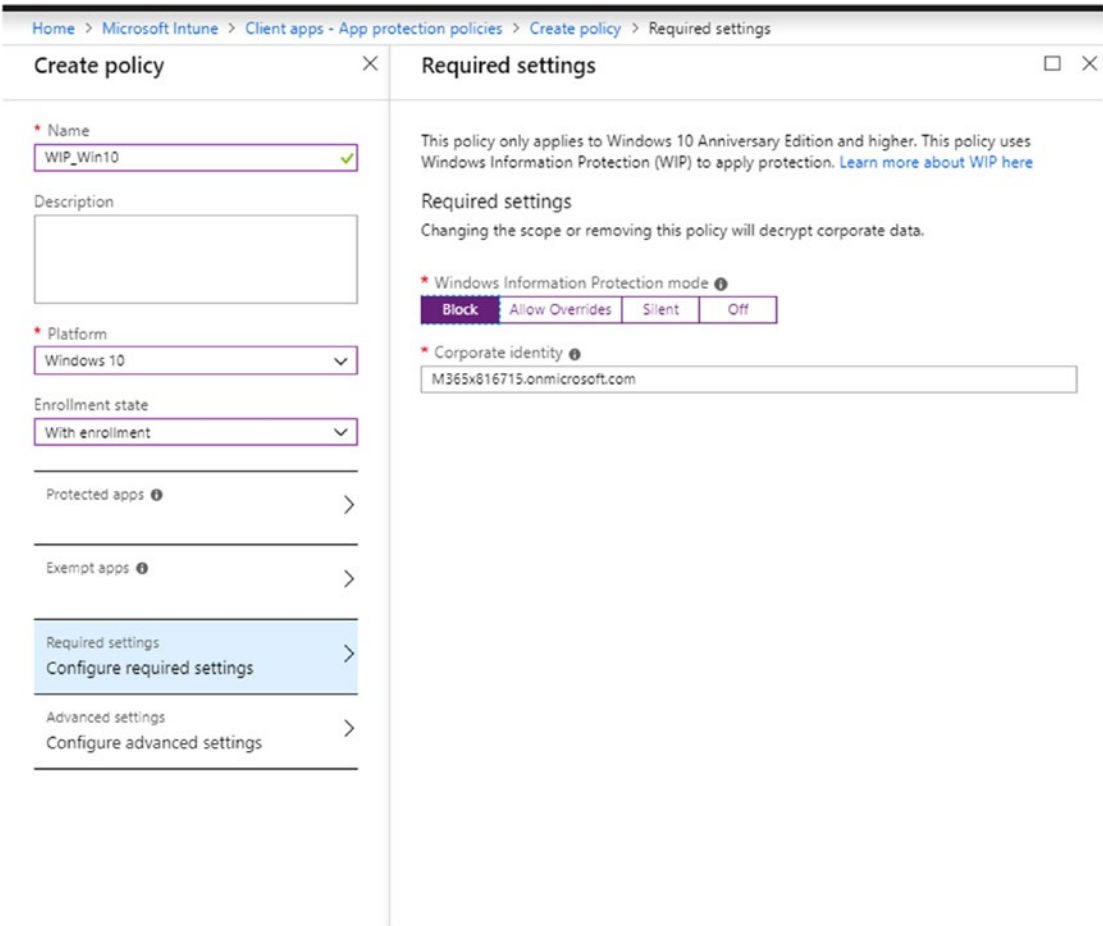 Home > Microsoft Intune > Client apps - App protection policies > Create policy > Required settings
Create policy
* Name
WIP_Win10
Description
* Platform
Windows 10
Enrollment state
With enrollment
Protected apps
Exempt apps
Required settings
Configure required settings
Advanced settings
Configure advanced settings
Required settings
This policy only applies to Windows 10 Anniversary Edition and higher. This policy uses
Windows Information Protection (WIP) to apply protection. Learn more about WIP here
Required settings
Changing the scope or removing this policy will decrypt corporate data.
* Windows Information Protection mode
Block Allow Overrides Silent Off
* Corporate identity
M365x816715.onmicrosoft.com